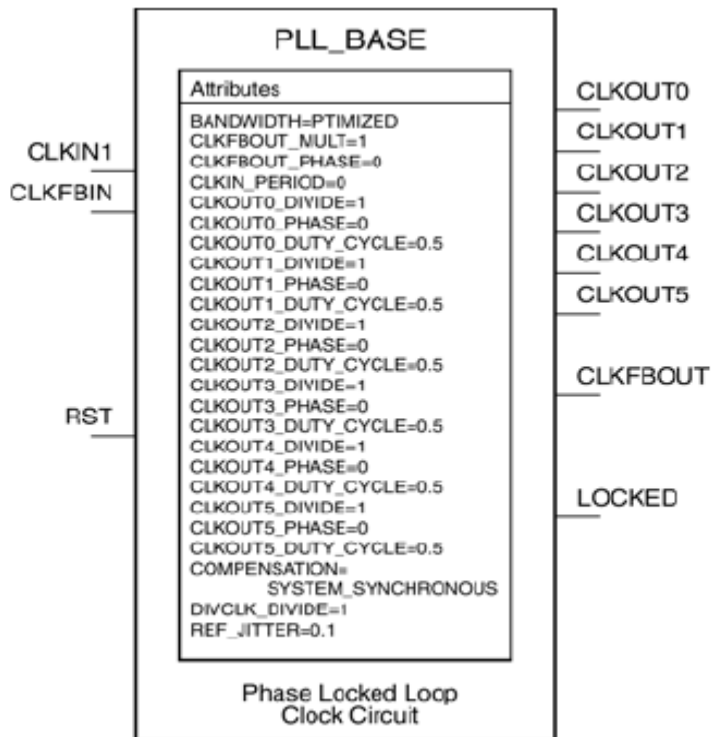 PLL_BASE
Attributes
BANDWIDTH=PTIMIZED
CLKFBOUT_MULT=1
CLKFBOUT_PHASE=0
CLKIN_PERIOD=0
CLKOUT0_DIVIDE=1
CLKOUT0_PHASE=0
CLKOUT0_DUTY_CYCLE=0.5
CLKOUT1_DIVIDE=1
CLKOUT1_PHASE=0
CLKOUT1_DUTY_CYCLE=0.5
CLKOUT2_DIVIDE=1
CLKOUT2_PHASE=0
CLKOUT2_DUTY_CYCLE=0.5
CLKOUT3_DIVIDE=1
CLKOUT3_PHASE=0
CLKOUT3_DUTY_CYCLE=0.5
CLKOUT4_DIVIDE=1
CLKOUT4_PHASE=0
CLKOUT4_DUTY_CYCLE=0.5
CLKOUT5_DIVIDE=1
CLKOUT5_PHASE=0
CLKOUT5_DUTY_CYCLE=0.5
COMPENSATION=
SYSTEM_SYNCHRONOUS
DIVCLK_DIVIDE=1
REF_JITTER=0.1
CLKIN1
CLKFBIN
RST
CLKOUT0
CLKOUT1
CLKOUT2
CLKOUT3
CLKOUT4
CLKOUT5
CLKFBOUT
LOCKED
Phase Locked Loop
Clock Circuit